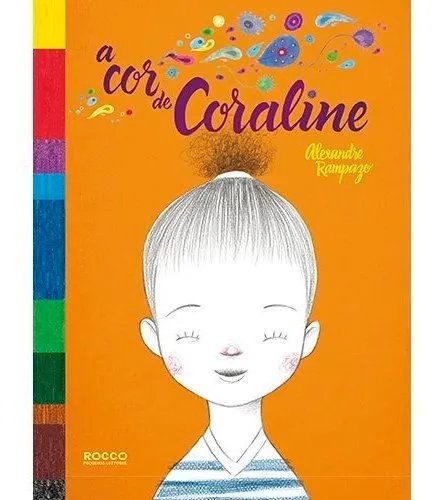 a
cor
de
Coraline
Alexandre
Rampazo
ROCCO
PEQUENOS LEITORES